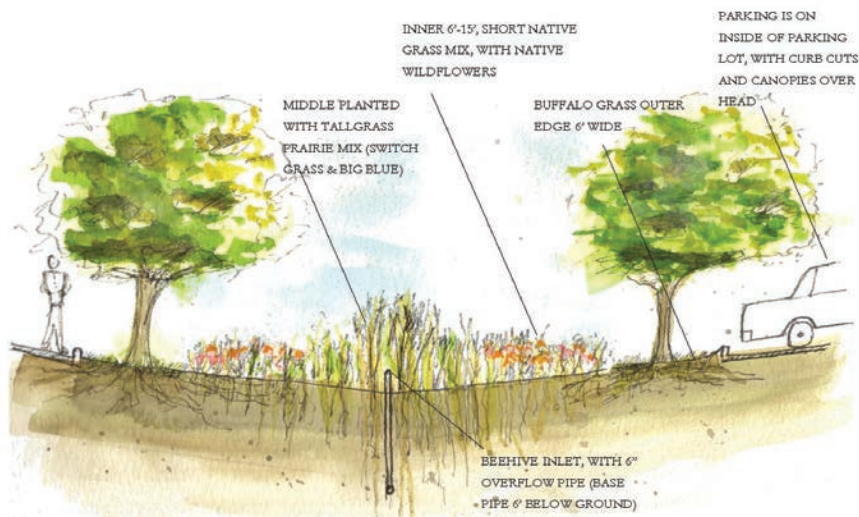 INNER 6'-15', SHORT NATIVE
GRASS MIX, WITH NATIVE
WILDFLOWERS
PARKING IS ON
INSIDE OF PARKING
LOT, WITH CURB CUTS
AND CANOPIES OVER
HEAD
MIDDLE PLANTED
WITH TALLGRASS
PRAIRIE MIX (SWITCH
GRASS & BIG BLUE)
BUFFALO GRASS OUTER
EDGE 6' WIDE
BEEHIVE INLET, WITH 6"
OVERFLOW PIPE (BASE
PIPE 6' BELOW GROUND)